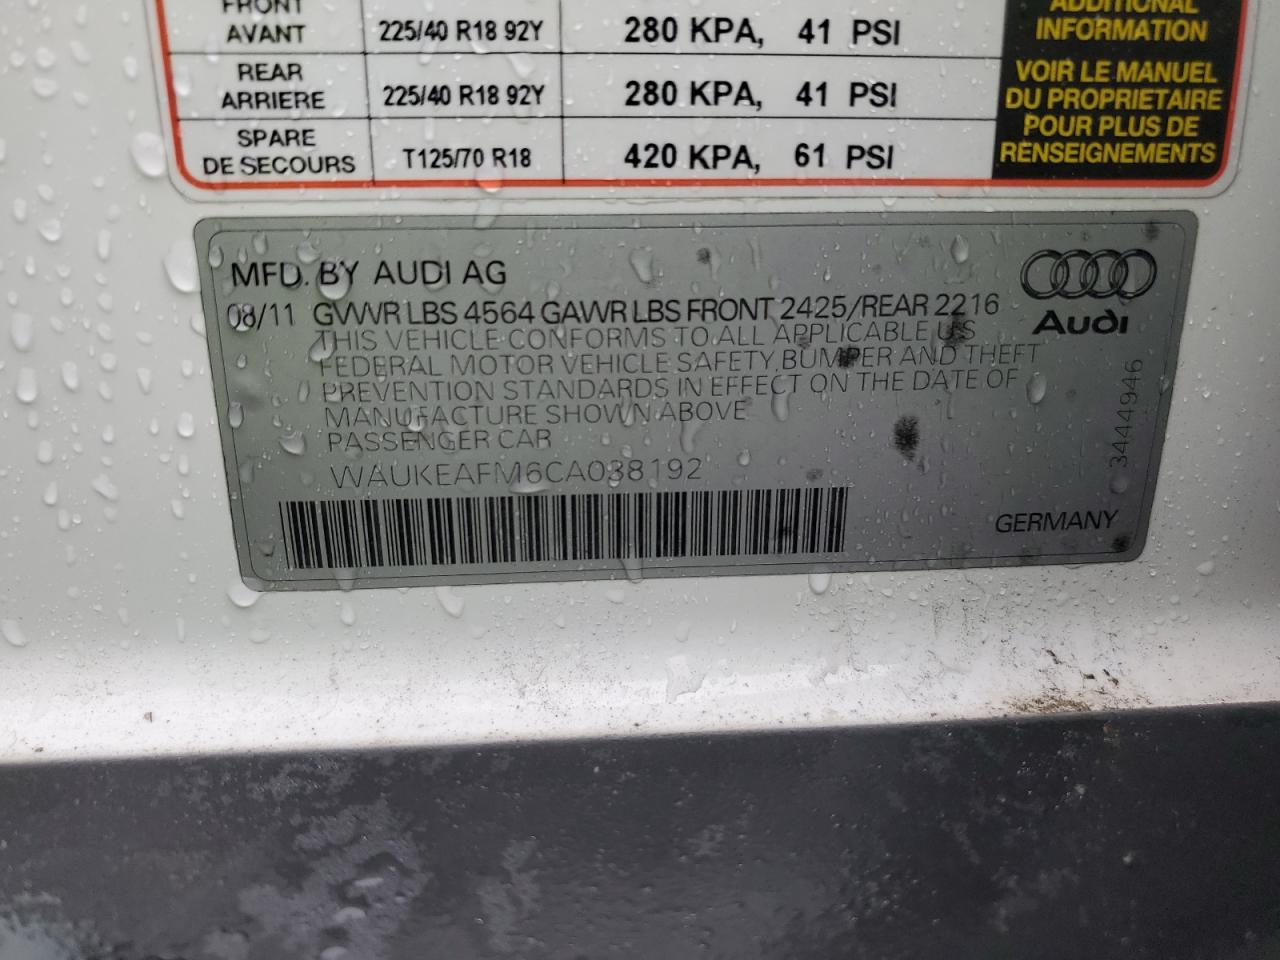 FRONT
AVANT 225/40 R18 92Y 280 KPA, 41 PSI
REAR
ARRIERE 225/40 R18 92Y 280 KPA, 41 PSI
SPARE
DE SECOURS T125/70 R18 420 KPA, 61 PSI
ADDITIONAL
INFORMATION
VOIR LE MANUEL
DU PROPRIETAIRE
POUR PLUS DE
RENSEIGNEMENTS
MFD. BY AUDI AG
08/11 GVWR LBS 4564 GAWR LBS FRONT 2425/REAR 2216
THIS VEHICLE CONFORMS TO ALL APPLICABLE US
FEDERAL MOTOR VEHICLE SAFETY, BUMPER AND THEFT
PREVENTION STANDARDS IN EFFECT ON THE DATE OF
MANUFACTURE SHOWN ABOVE
PASSENGER CAR
WAUKEAFM6CA038192
Audi
3444946
GERMANY